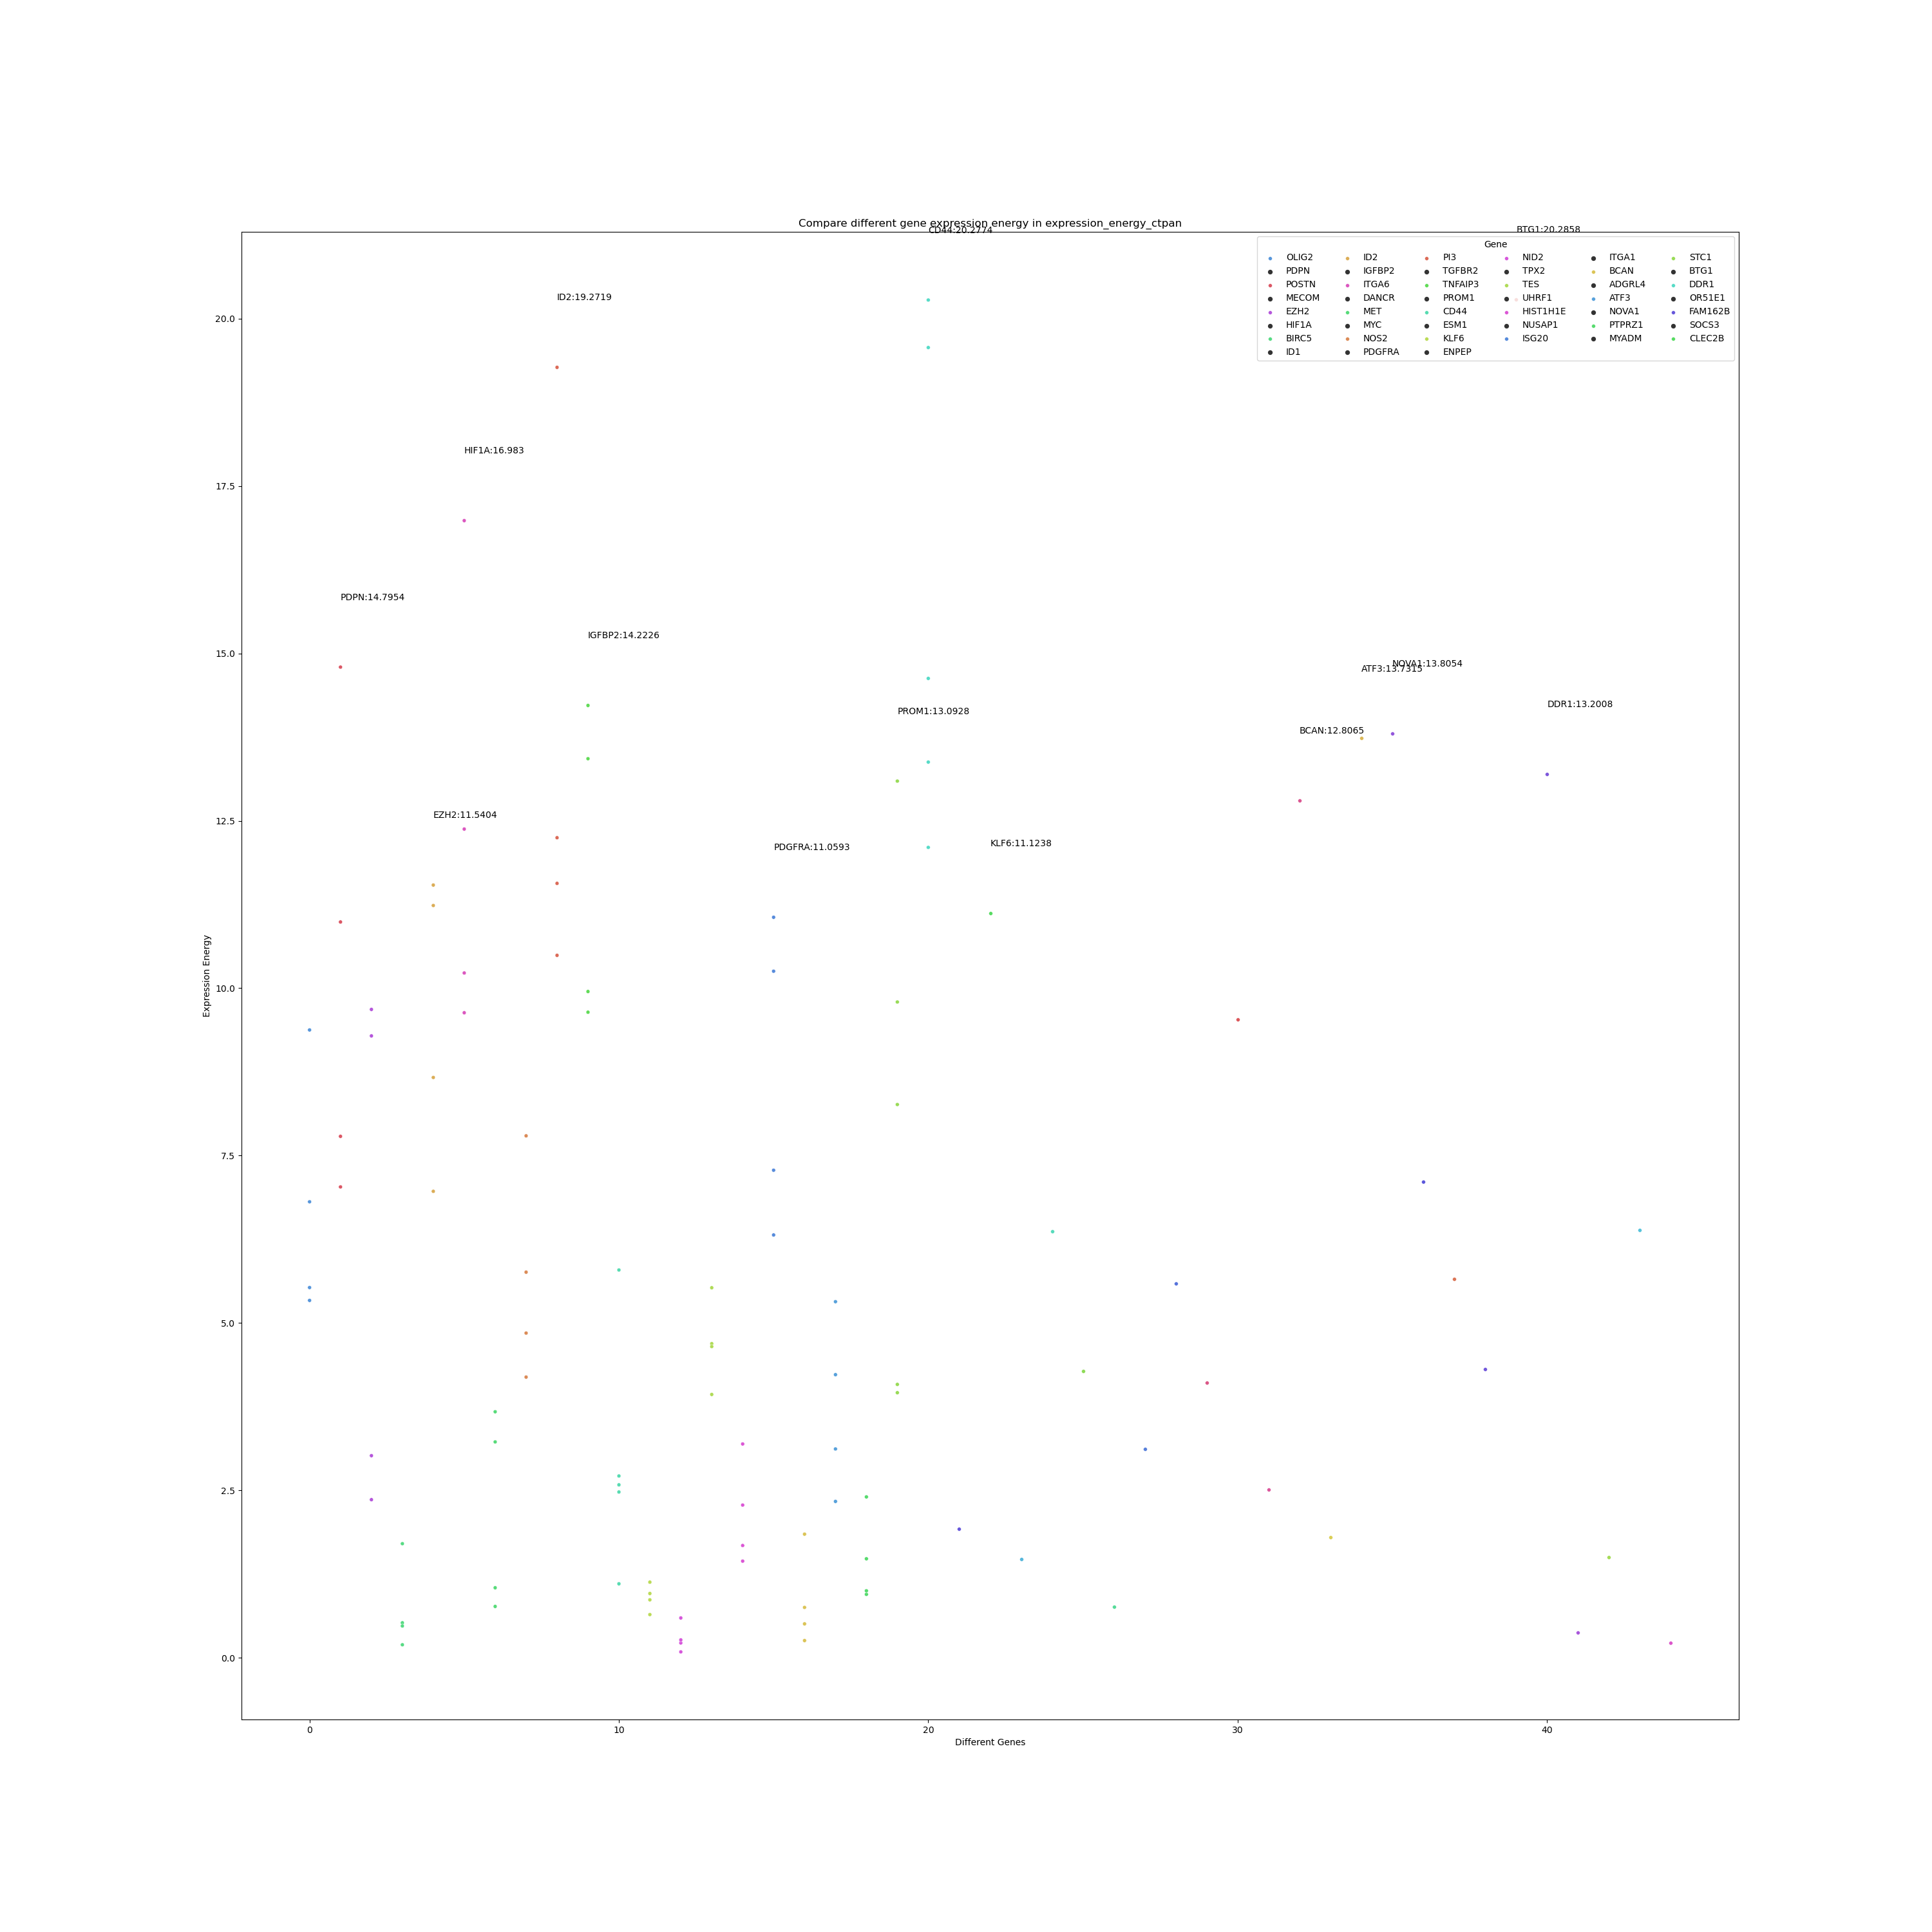 Compare different gene expression energy in expression_energy_ctpan
CD44:20.2774
BTG1:20.2858
Gene
OLIG2 ID2 PI3 NID2 ITGA1 STC1
PDPN IGFBP2 TGFBR2 TPX2 BCAN BTG1
POSTN ITGA6 TNFAIP3 TES ADGRL4 DDR1
MECOM DANCR PROM1 UHRF1 ATF3 OR51E1
EZH2 MET CD44 HIST1H1E NOVA1 FAM162B
HIF1A MYC ESM1 NUSAP1 PTPRZ1 SOCS3
BIRC5 NOS2 KLF6 ISG20 MYADM CLEC2B
ID1 PDGFRA ENPEP
ID2:19.2719
20.0
HIF1A:16.983
17.5
PDPN:14.7954
IGFBP2:14.2226
15.0
NOVA1:13.8054
ATF3:13.7315
DDR1:13.2008
PROM1:13.0928
BCAN:12.8065
EZH2:11.5404
12.5
KLF6:11.1238
PDGFRA:11.0593
10.0
7.5
5.0
2.5
0.0
Expression Energy
0 10 20 30 40
Different Genes